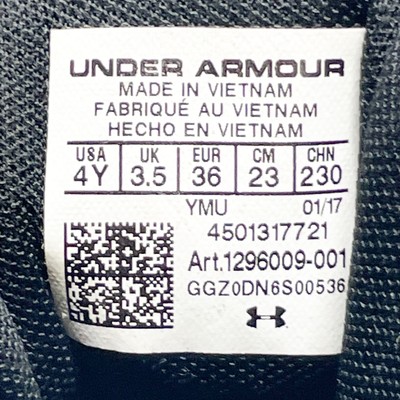 UNDER ARMOUR
MADE IN VIETNAM
FABRIQUÉ AU VIETNAM
HECHO EN VIETNAM
USA UK EUR CM CHN
4Y 3.5 36 23 230
YMU 01/17
4501317721
Art.1296009-001
GGZ0DN6S00536